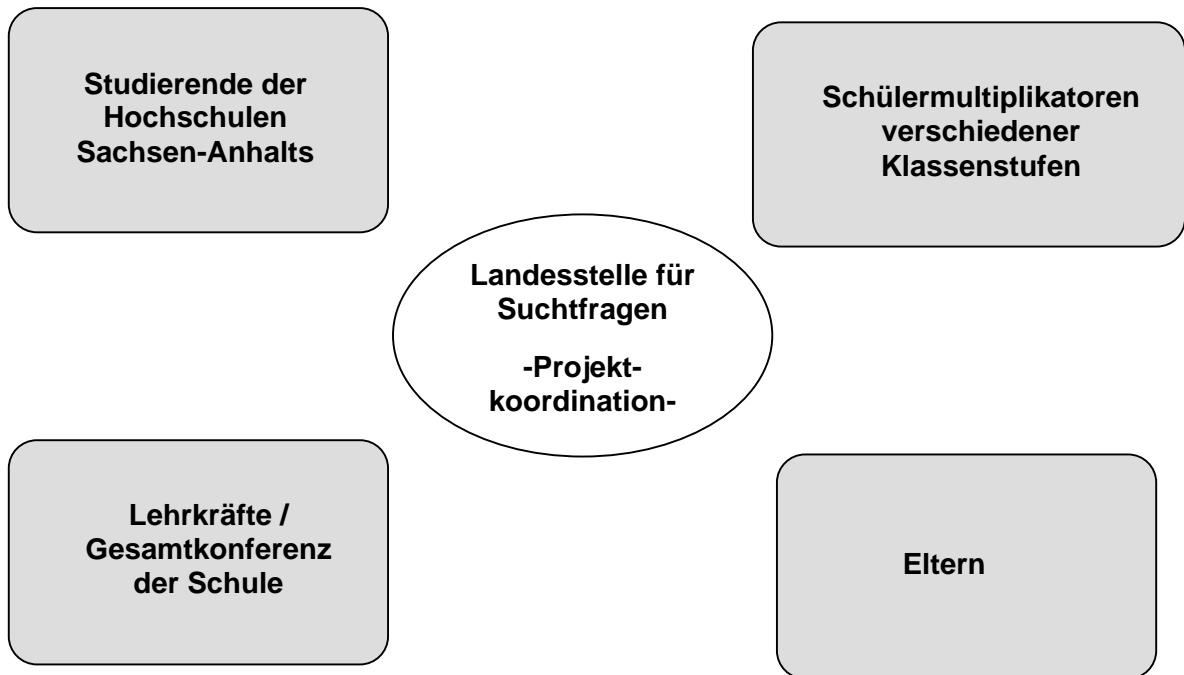 Studierende der
Hochschulen
Sachsen-Anhalts
Schülermultiplikatoren
verschiedener
Klassenstufen
Landesstelle für
Suchtfragen
-Projekt-
koordination-
Lehrkräfte /
Gesamtkonferenz
der Schule
Eltern